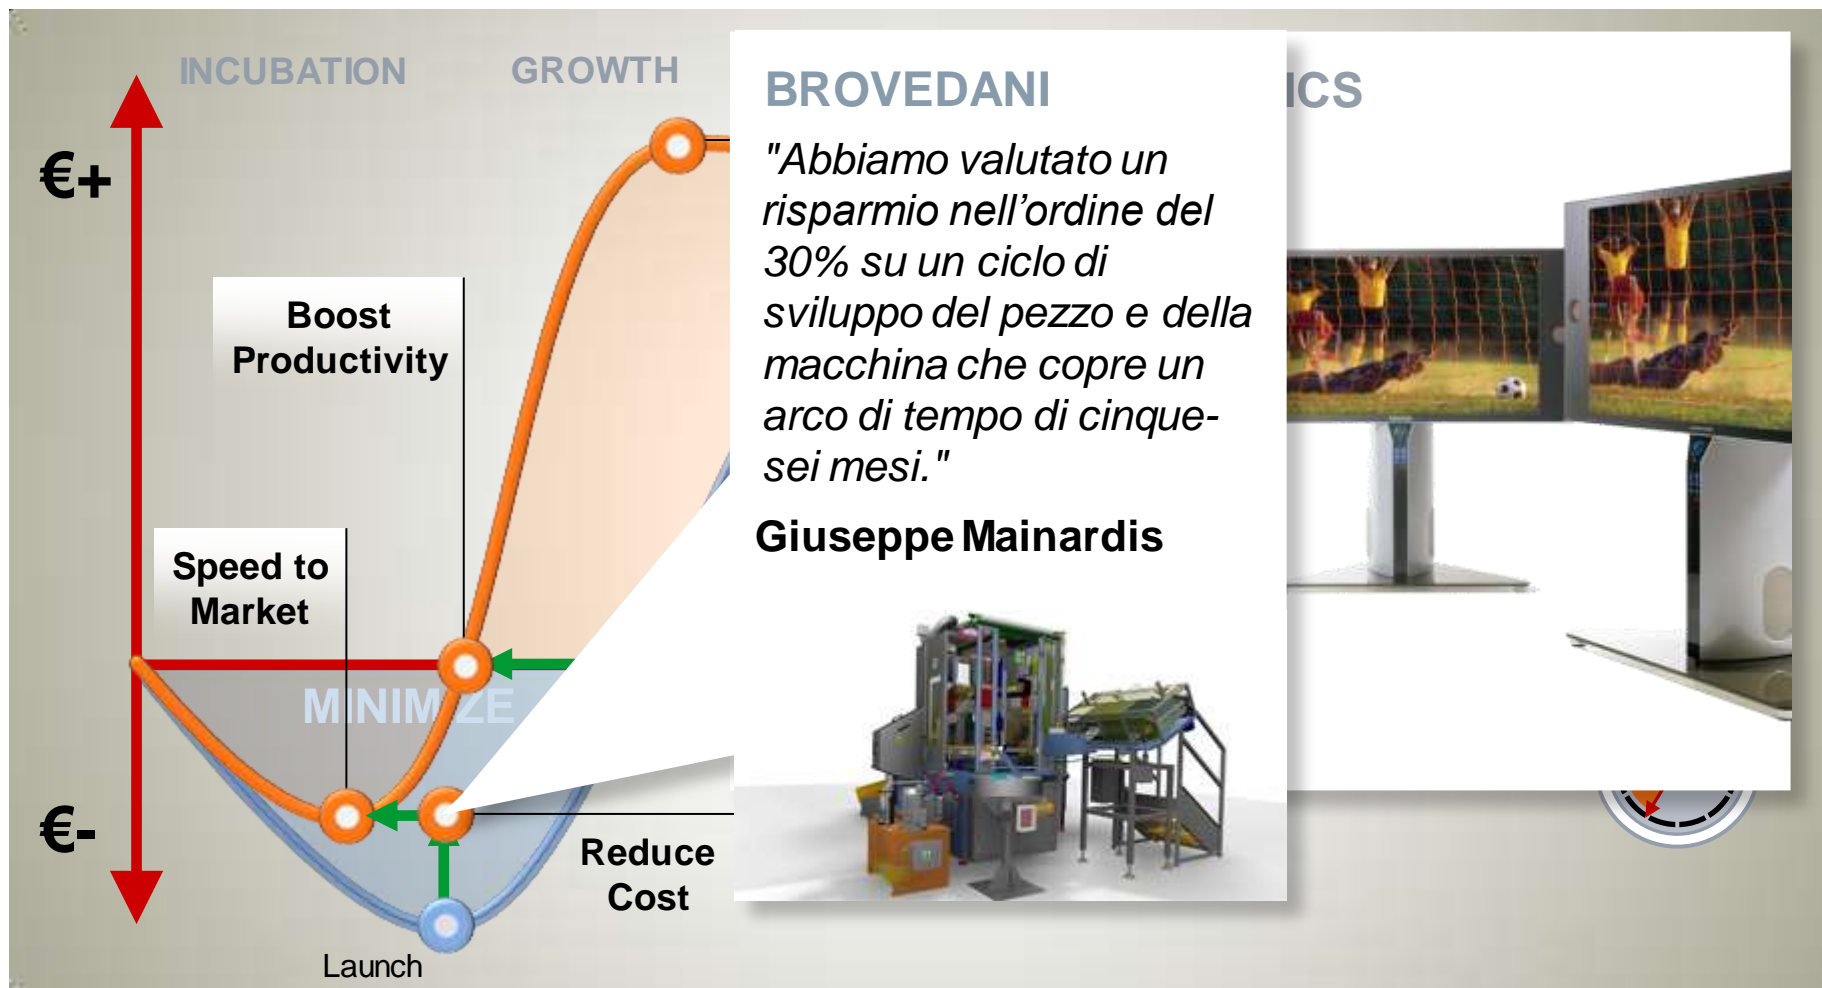 INCUBATION
GROWTH
€+
Boost
Productivity
Speed to
Market
MINIMIZE
€-
Reduce
Cost
Launch
BROVEDANI
"Abbiamo valutato un
risparmio nell’ordine del
30% su un ciclo di
sviluppo del pezzo e della
macchina che copre un
arco di tempo di cinque-
sei mesi."
Giuseppe Mainardis
ICS